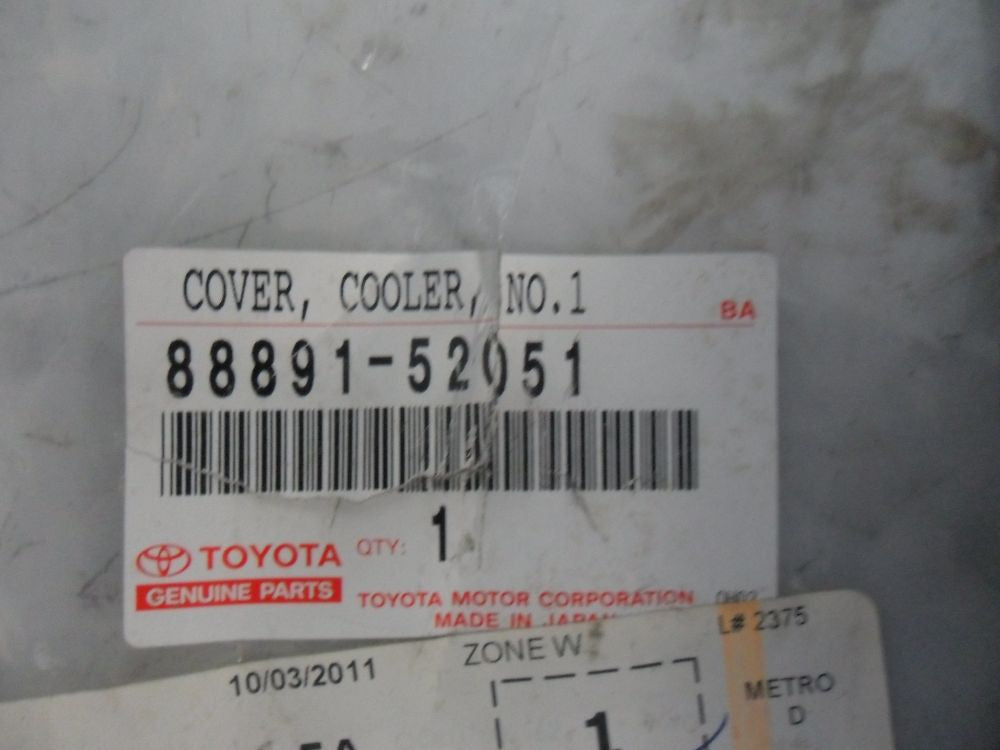 COVER, COOLER, NO.1
BA
88891-52051
1
TOYOTA QTY:
GENUINE PARTS
TOYOTA MOTOR CORPORATION
MADE IN JAPAN
L# 2375
ZONE W
10/03/2011
METRO
D
1